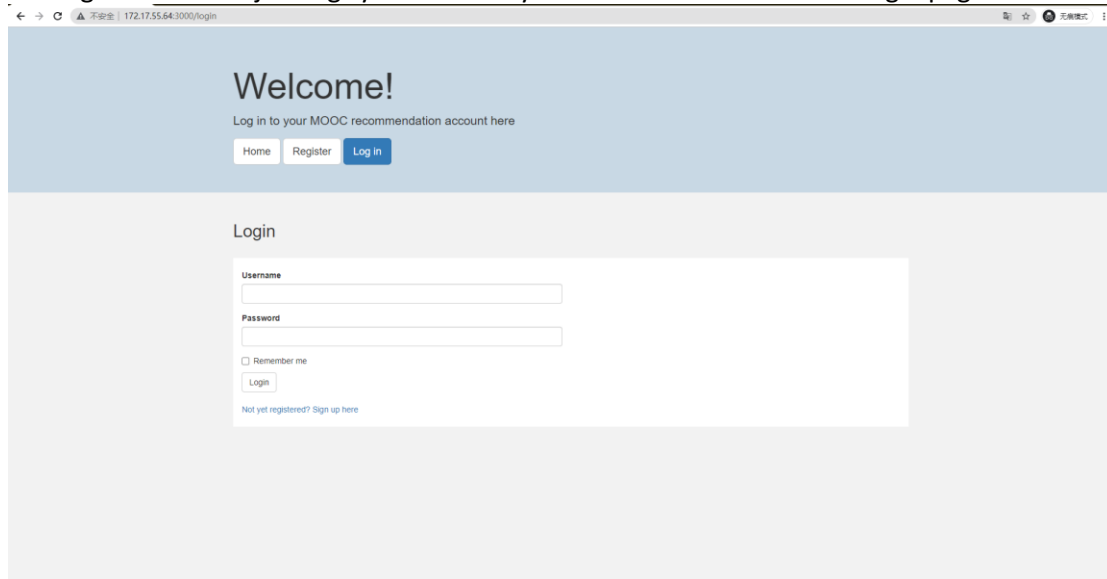 不安全 | 172.17.55.64:3000/login 无痕模式
Welcome!
Log in to your MOOC recommendation account here
Home Register Log in
Login
Username
Password
Remember me
Login
Not yet registered? Sign up here